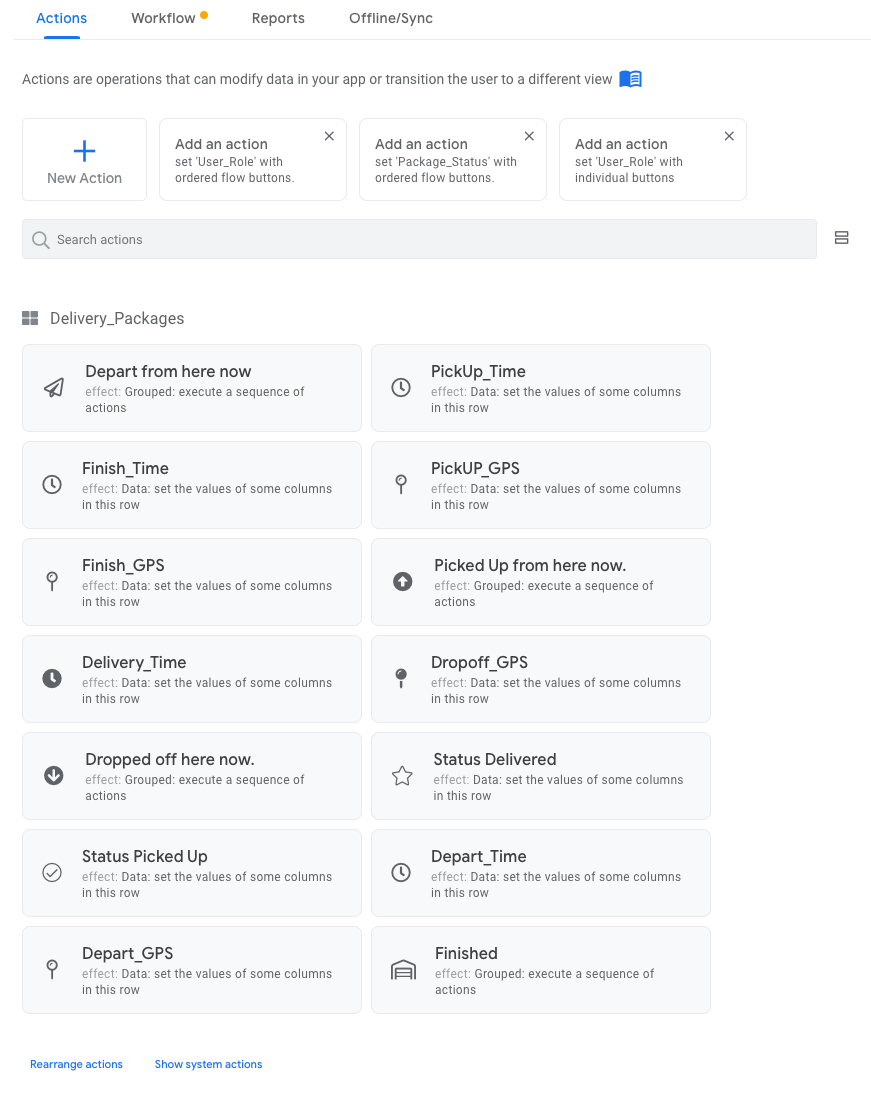 Actions Workflow Reports Offline/Sync
Actions are operations that can modify data in your app or transition the user to a different view
New Action
Add an action
set 'User_Role' with
ordered flow buttons.
Add an action
set 'Package_Status' with
ordered flow buttons.
Add an action
set 'User_Role' with
individual buttons
Search actions
Delivery_Packages
Depart from here now
effect: Grouped: execute a sequence of
actions
PickUp_Time
effect: Data: set the values of some columns
in this row
Finish_Time
effect: Data: set the values of some columns
in this row
PickUP_GPS
effect: Data: set the values of some columns
in this row
Finish_GPS
effect: Data: set the values of some columns
in this row
Picked Up from here now.
effect: Grouped: execute a sequence of
actions
Delivery_Time
effect: Data: set the values of some columns
in this row
Dropoff_GPS
effect: Data: set the values of some columns
in this row
Dropped off here now.
effect: Grouped: execute a sequence of
actions
Status Delivered
effect: Data: set the values of some columns
in this row
Status Picked Up
effect: Data: set the values of some columns
in this row
Depart_Time
effect: Data: set the values of some columns
in this row
Depart_GPS
effect: Data: set the values of some columns
in this row
Finished
effect: Grouped: execute a sequence of
actions
Rearrange actions Show system actions